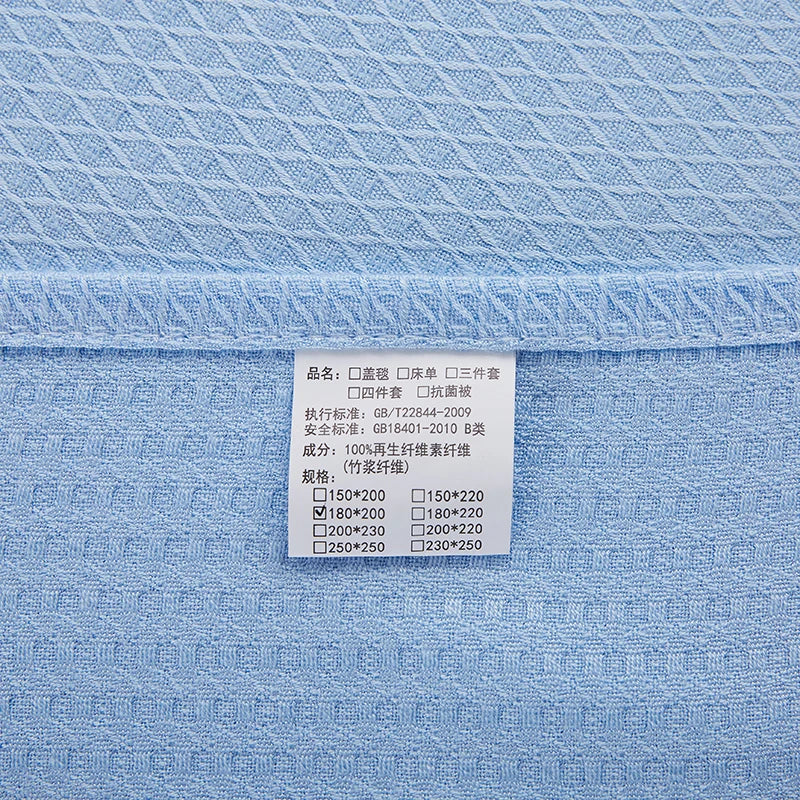 品名：☐盖毯 ☐床单 ☐三件套
☐四件套 ☐抗菌被
执行标准：GB/T22844-2009
安全标准：GB18401-2010 B类
成分：100%再生纤维素纤维
(竹浆纤维)
规格：
☐150*200 ☐150*220
☑180*200 ☐180*220
☐200*230 ☐200*220
☐250*250 ☐230*250